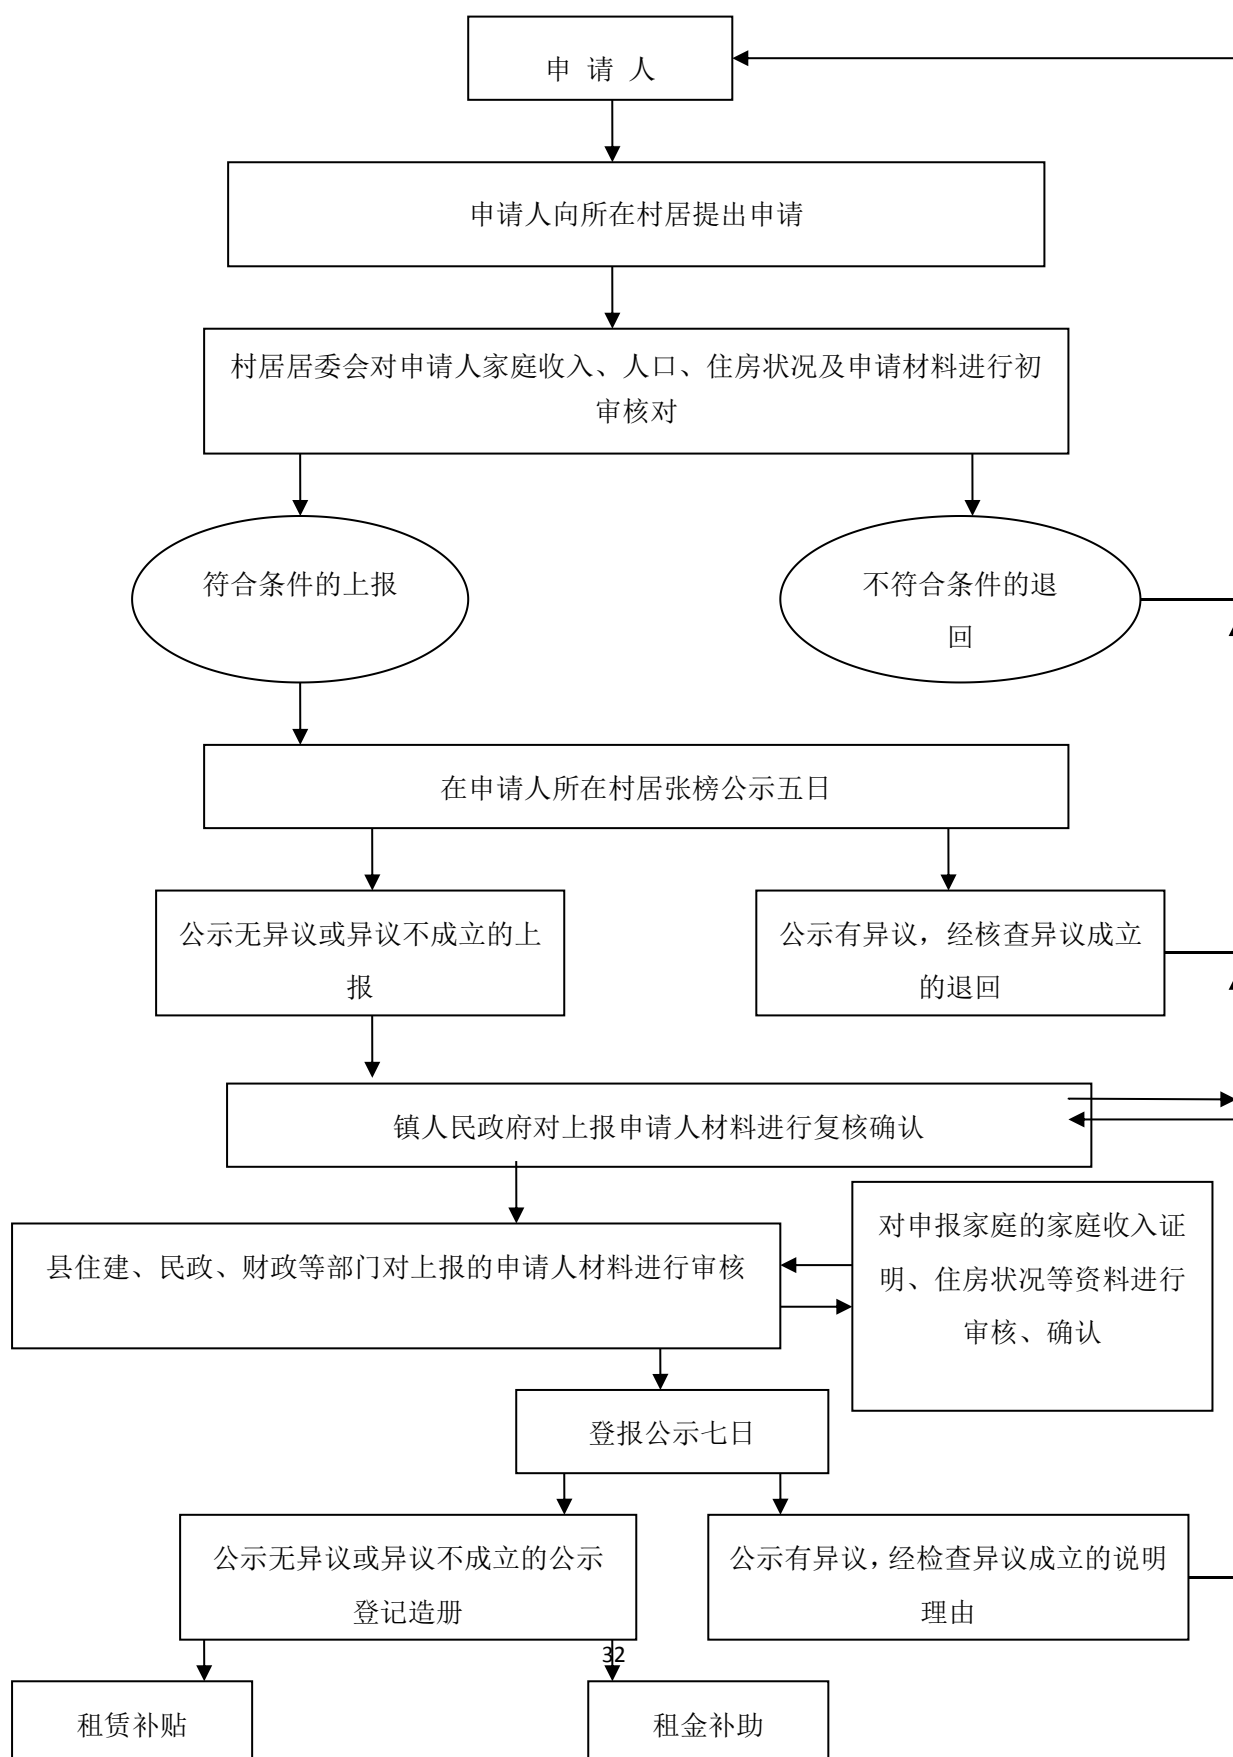 申 请 人
申请人向所在村居提出申请
村居居委会对申请人家庭收入、人口、住房状况及申请材料进行初
审核对
符合条件的上报
不符合条件的退
回
在申请人所在村居张榜公示五日
公示无异议或异议不成立的上
报
公示有异议，经核查异议成立
的退回
镇人民政府对上报申请人材料进行复核确认
县住建、民政、财政等部门对上报的申请人材料进行审核
对申报家庭的家庭收入证
明、住房状况等资料进行
审核、确认
登报公示七日
公示无异议或异议不成立的公示
登记造册
公示有异议，经检查异议成立的说明
理由
32
租赁补贴
租金补助